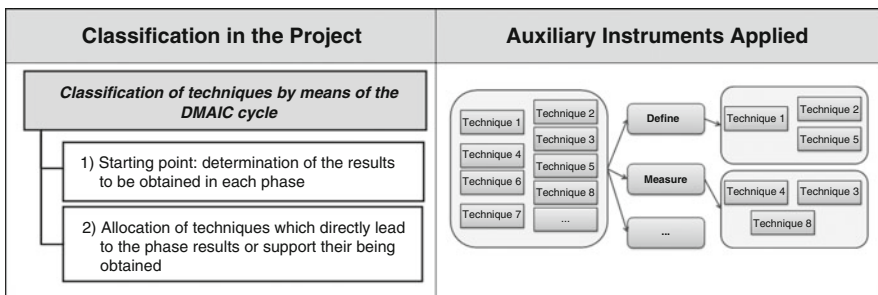 Classification in the Project
Auxiliary Instruments Applied
Classification of techniques by means of the
DMAIC cycle
1) Starting point: determination of the results
to be obtained in each phase
2) Allocation of techniques which directly lead
to the phase results or support their being
obtained
Technique 1
Technique 4
Technique 6
Technique 7
Technique 2
Technique 3
Technique 5
Technique 8
...
Define
Measure
...
Technique 1
Technique 2
Technique 5
Technique 4
Technique 3
Technique 8